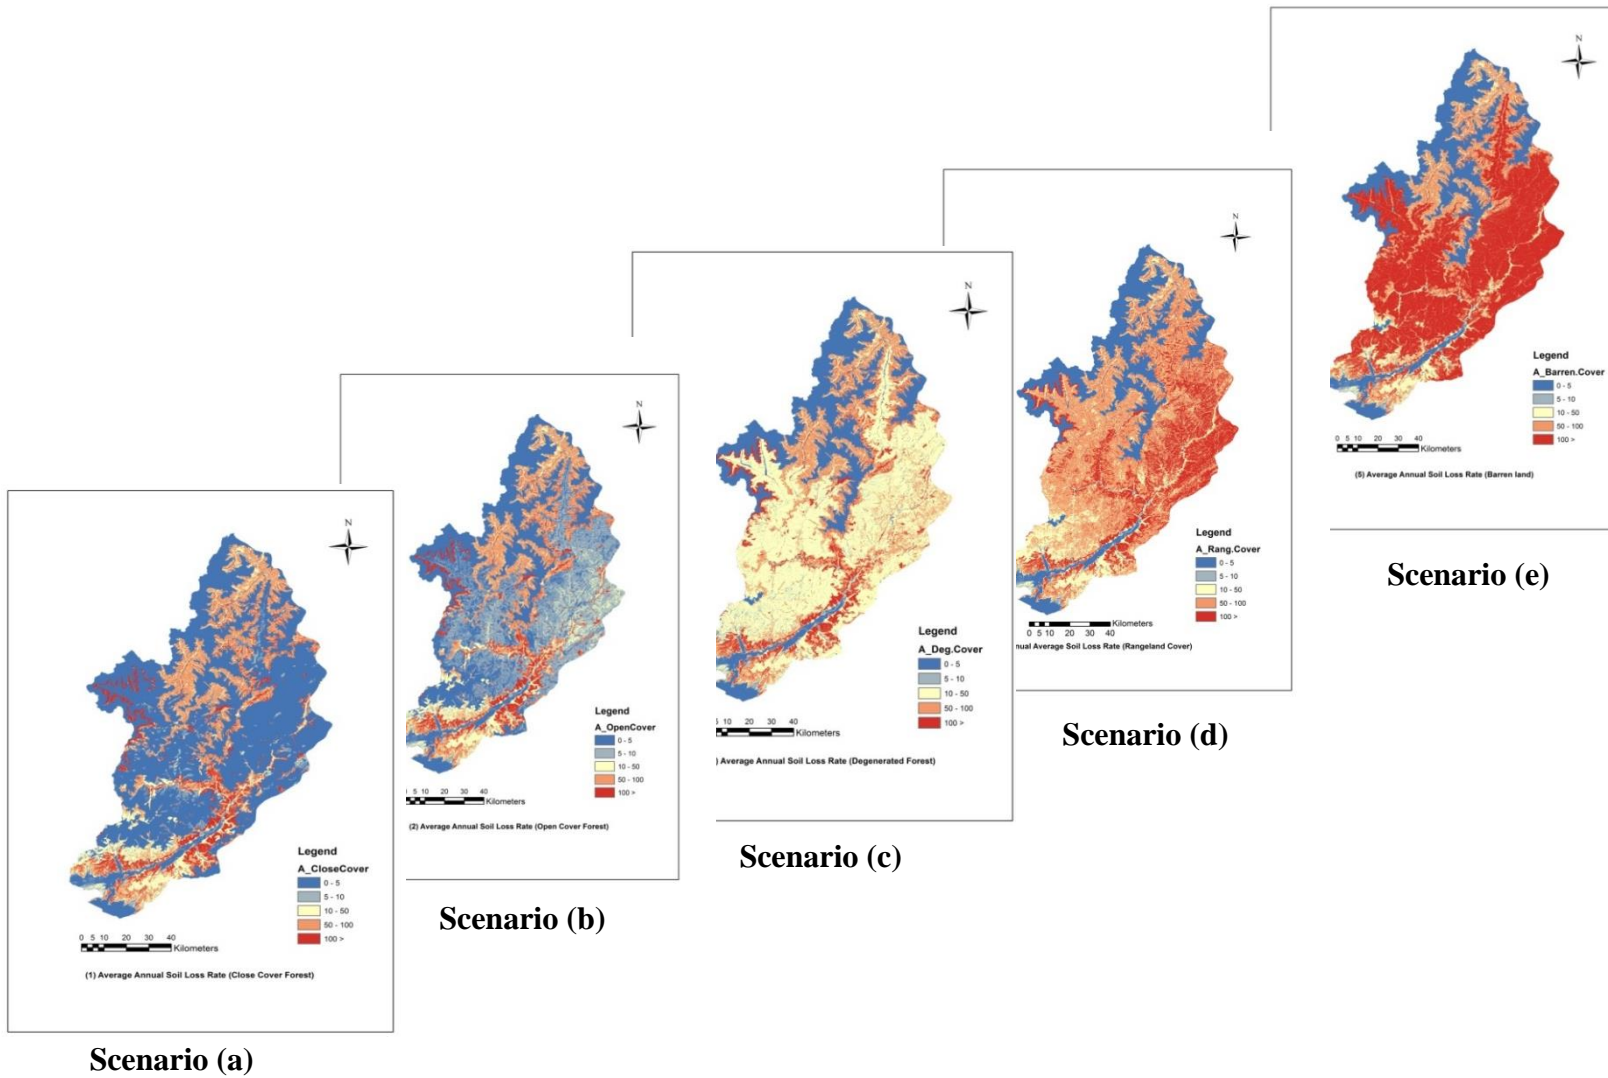 N
Legend
A_CloseCover
0 - 5
5 - 10
10 - 50
50 - 100
100 >
0 5 10 20 30 40
Kilometers
(1) Average Annual Soil Loss Rate (Close Cover Forest)
Scenario (a)
N
Legend
A_OpenCover
0 - 5
5 - 10
10 - 50
50 - 100
100 >
5 10 20 30 40
Kilometers
(2) Average Annual Soil Loss Rate (Open Cover Forest)
Scenario (b)
N
Legend
A_Deg.Cover
0 - 5
5 - 10
10 - 50
50 - 100
100 >
5 10 20 30 40
Kilometers
) Average Annual Soil Loss Rate (Degenerated Forest)
Scenario (c)
N
Legend
A_Rang.Cover
0 - 5
5 - 10
10 - 50
50 - 100
100 >
0 5 10 20 30 40
Kilometers
nual Average Soil Loss Rate (Rangeland Cover)
Scenario (d)
N
Legend
A_Barren.Cover
0 - 5
5 - 10
10 - 50
50 - 100
100 >
0 5 10 20 30 40
Kilometers
(5) Average Annual Soil Loss Rate (Barren land)
Scenario (e)